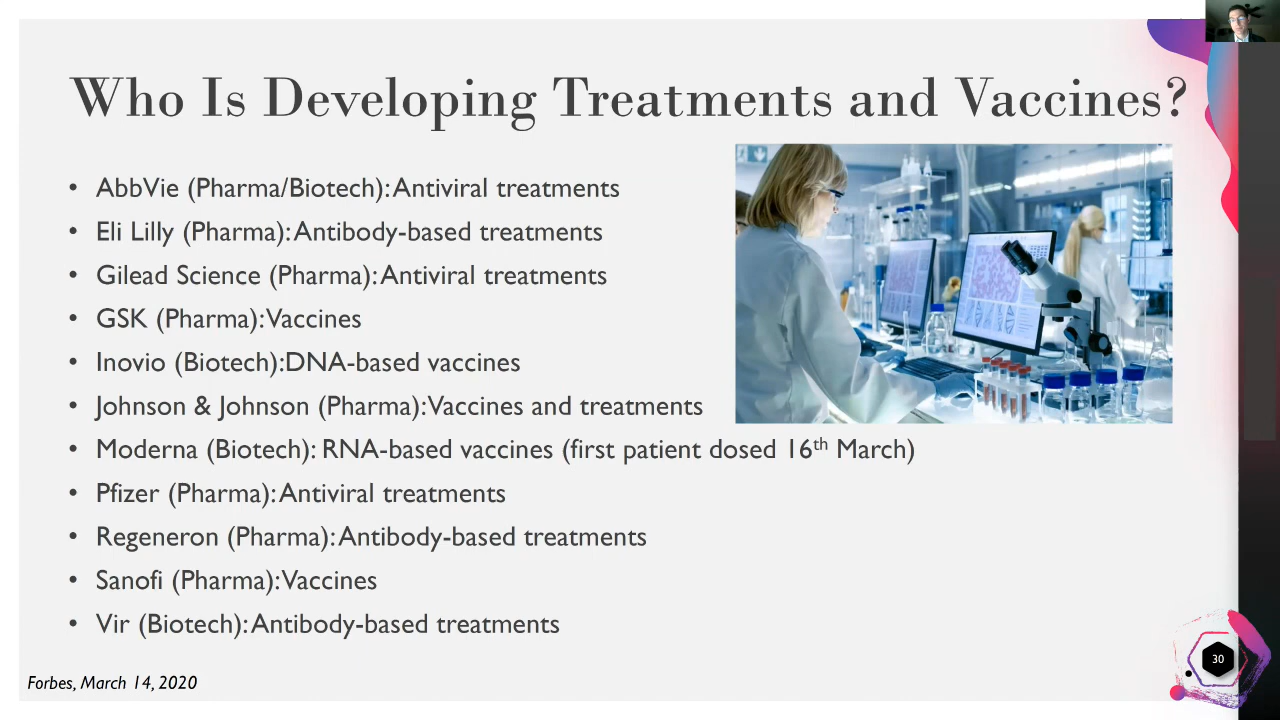 Who Is Developing Treatments and Vaccines?
• AbbVie (Pharma/Biotech): Antiviral treatments
• Eli Lilly (Pharma): Antibody-based treatments
• Gilead Science (Pharma): Antiviral treatments
• GSK (Pharma): Vaccines
• Inovio (Biotech): DNA-based vaccines
• Johnson & Johnson (Pharma): Vaccines and treatments
• Moderna (Biotech): RNA-based vaccines (first patient dosed 16th March)
• Pfizer (Pharma): Antiviral treatments
• Regeneron (Pharma): Antibody-based treatments
• Sanofi (Pharma): Vaccines
• Vir (Biotech): Antibody-based treatments
Forbes, March 14, 2020
30